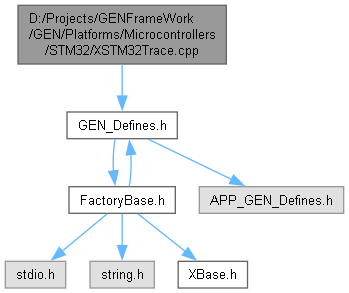 D:/Projects/GENFrameWork
/GEN/Platforms/Microcontrollers
/STM32/XSTM32Trace.cpp
GEN_Defines.h
FactoryBase.h
APP_GEN_Defines.h
stdio.h
string.h
XBase.h